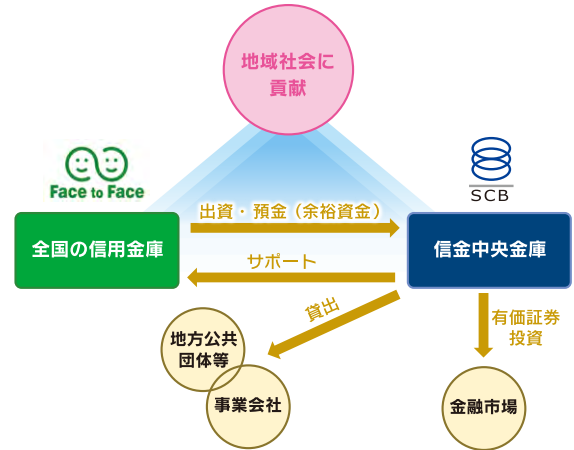 地域社会に
貢献
Face to Face
SCB
全国の信用金庫
出資・預金（余裕資金）
信金中央金庫
サポート
貸出
有価証券
投資
地方公共
団体等
事業会社
金融市場